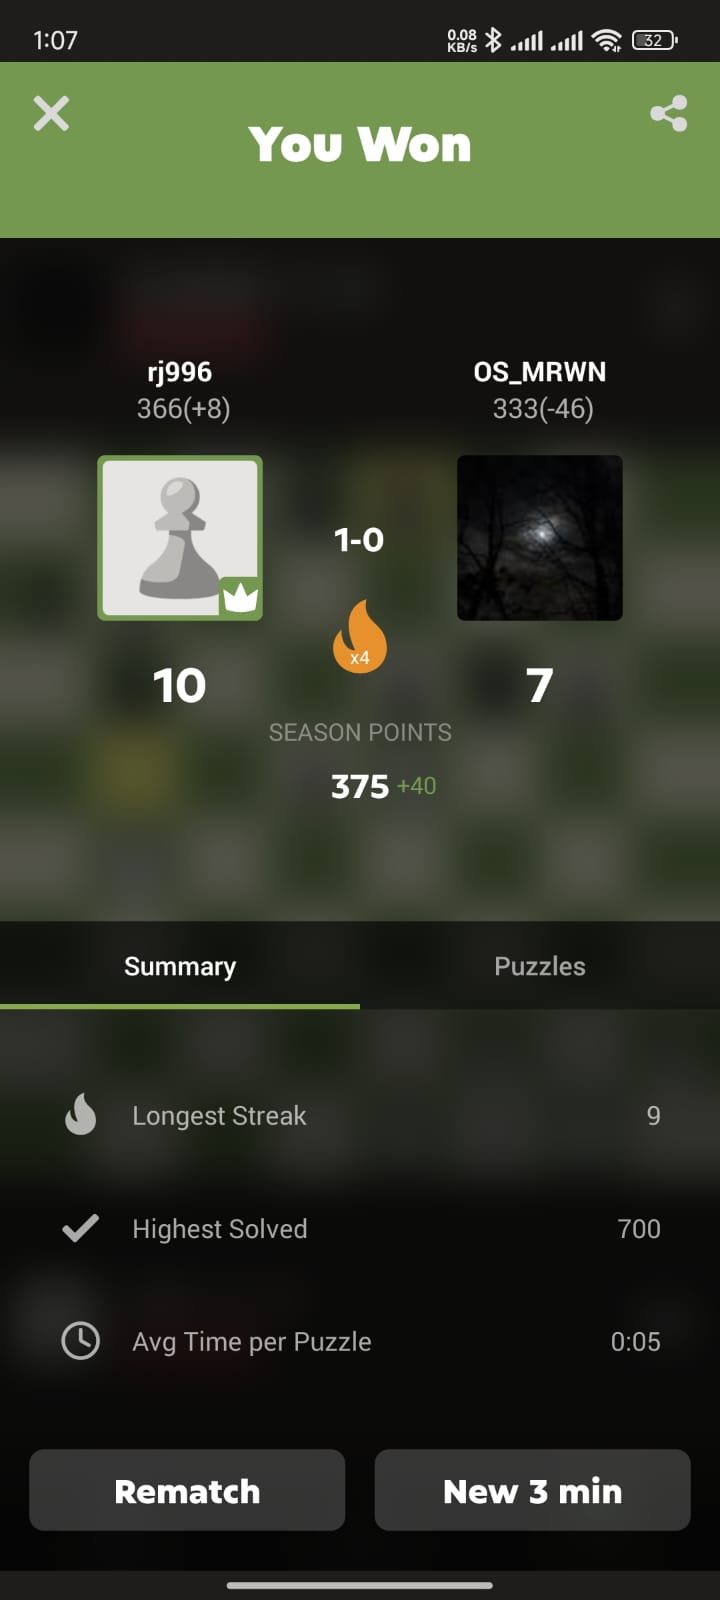 1:07
0.08
KB/s
32
You Won
rj996
OS_MRWN
366(+8)
333(-46)
1-0
x4
10
7
SEASON POINTS
375 +40
Summary
Puzzles
Longest Streak
9
Highest Solved
700
Avg Time per Puzzle
0:05
Rematch
New 3 min